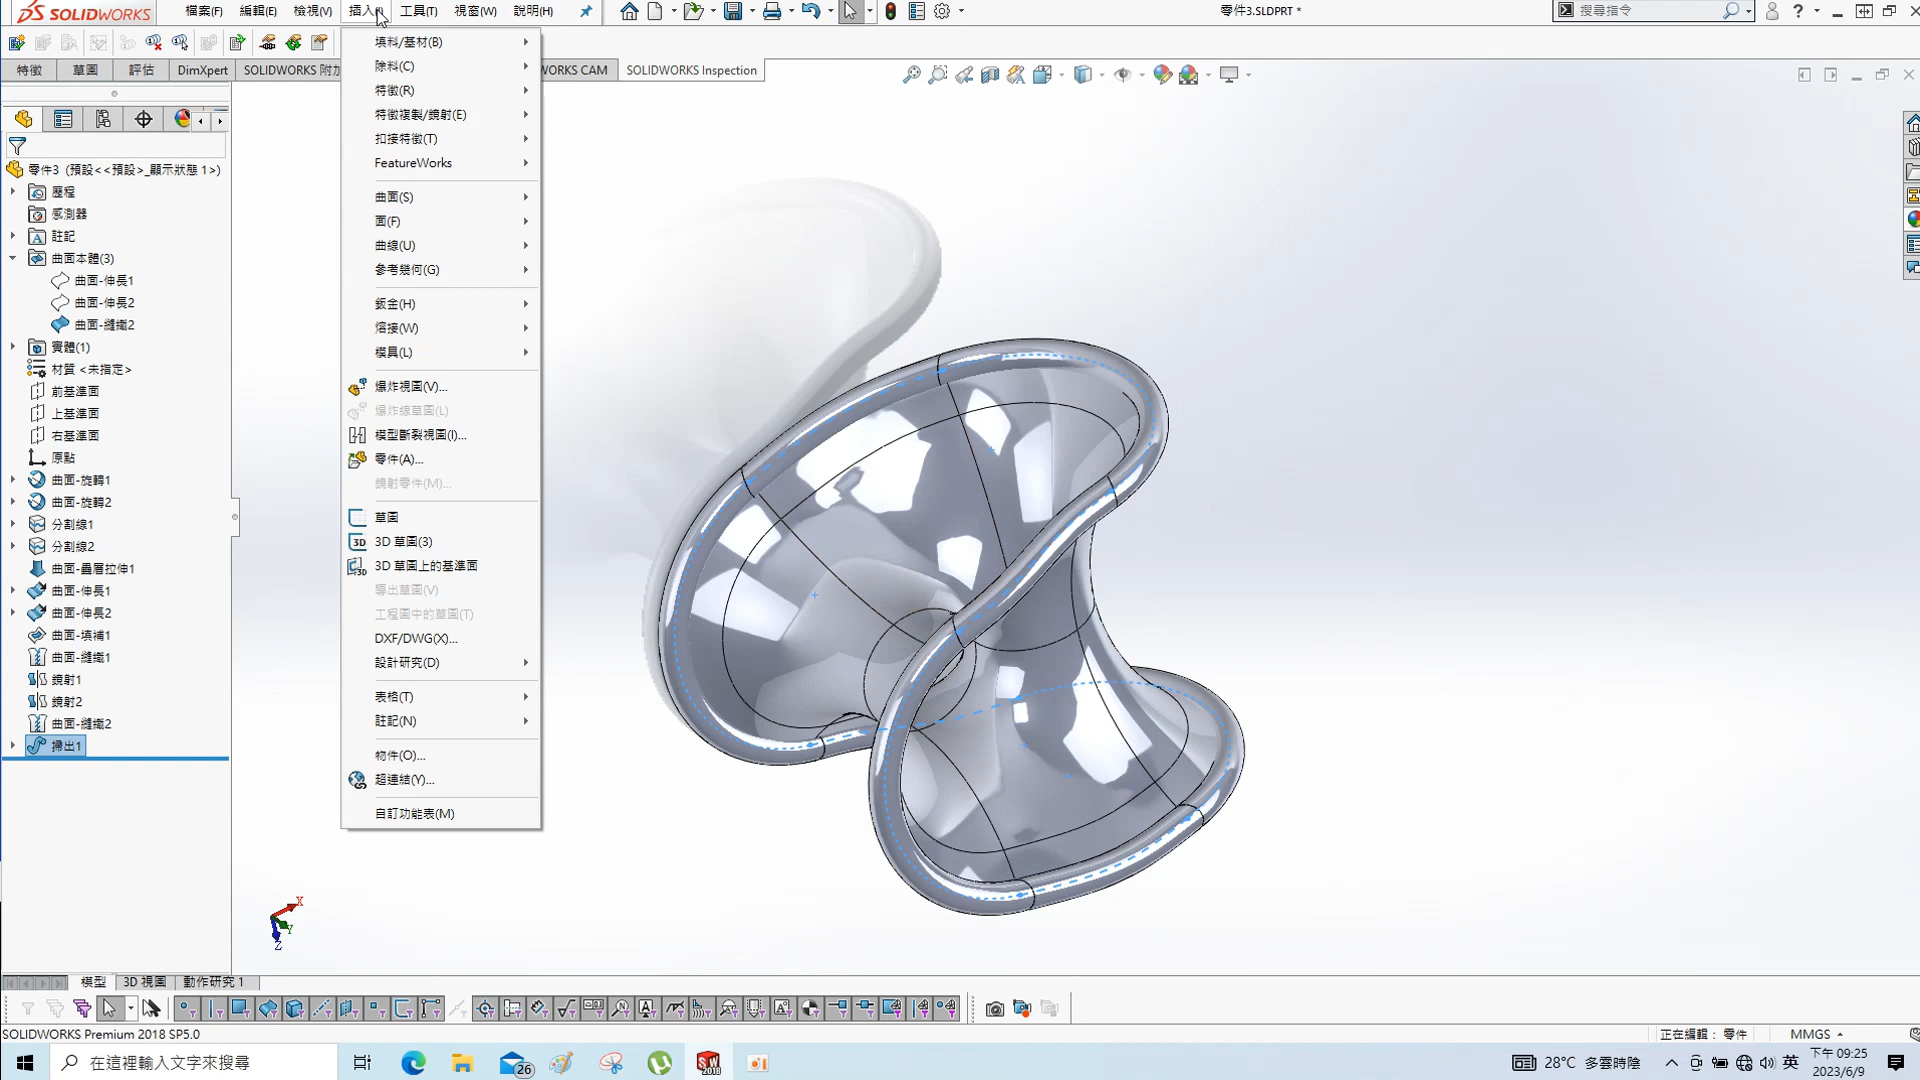 SOLIDWORKS
檔案(F)
編輯(E)
檢視(V)
插入(I)
工具(T)
視窗(W)
說明(H)
零件3.SLDPRT *
搜尋指令
特徵
草圖
評估
DimXpert
SOLIDWORKS 附加
WORKS CAM
SOLIDWORKS Inspection
零件3 (預設<<預設>_顯示狀態 1>)
歷程
感測器
註記
曲面本體(3)
曲面-伸長1
曲面-伸長2
曲面-縫織2
實體(1)
材質 <未指定>
前基準面
上基準面
右基準面
原點
曲面-旋轉1
曲面-旋轉2
分割線1
分割線2
曲面-疊層拉伸1
曲面-伸長1
曲面-伸長2
曲面-填補1
曲面-縫織1
鏡射1
鏡射2
曲面-縫織2
掃出1
填料/基材(B)
除料(C)
特徵(R)
特徵複製/鏡射(E)
扣接特徵(T)
FeatureWorks
曲面(S)
面(F)
曲線(U)
參考幾何(G)
鈑金(H)
熔接(W)
模具(L)
爆炸視圖(V)...
爆炸線草圖(L)
模型斷裂視圖(I)...
零件(A)...
鏡射零件(M)...
草圖
3D 草圖(3)
3D 草圖上的基準面
導出草圖(V)
工程圖中的草圖(T)
DXF/DWG(X)...
設計研究(D)
表格(T)
註記(N)
物件(O)...
超連結(Y)...
自訂功能表(M)
X
Y
Z
模型
3D 視圖
動作研究 1
SOLIDWORKS Premium 2018 SP5.0
正在編輯： 零件
MMGS
在這裡輸入文字來搜尋
26
28°C 多雲時陰
英
下午 09:25
2023/6/9